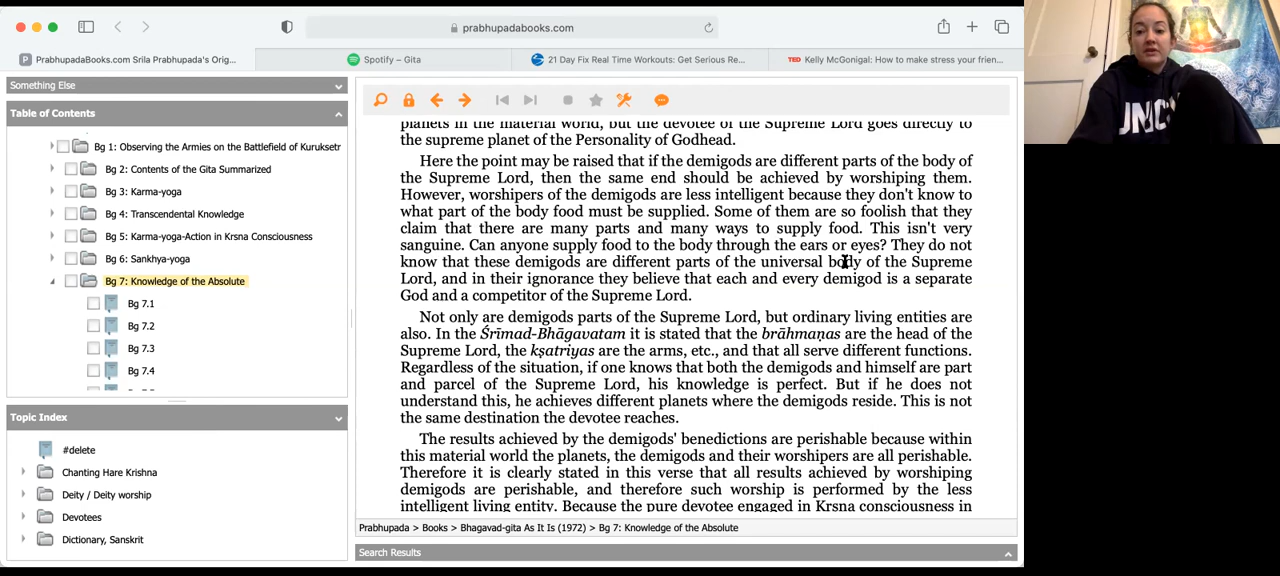 prabhupadabooks.com
PrabhupadaBooks.com Srila Prabhupada's Orig...
Spotify – Gita
21 Day Fix Real Time Workouts: Get Serious Re...
TED Kelly McGonigal: How to make stress your frien...
Something Else
Table of Contents
Bg 1: Observing the Armies on the Battlefield of Kuruksetr
Bg 2: Contents of the Gita Summarized
Bg 3: Karma-yoga
Bg 4: Transcendental Knowledge
Bg 5: Karma-yoga-Action in Krsna Consciousness
Bg 6: Sankhya-yoga
Bg 7: Knowledge of the Absolute
Bg 7.1
Bg 7.2
Bg 7.3
Bg 7.4
Topic Index
#delete
Chanting Hare Krishna
Deity / Deity worship
Devotees
Dictionary, Sanskrit
planets in the material world, but the devotee of the Supreme Lord goes directly to
the supreme planet of the Personality of Godhead.
Here the point may be raised that if the demigods are different parts of the body of
the Supreme Lord, then the same end should be achieved by worshiping them.
However, worshipers of the demigods are less intelligent because they don't know to
what part of the body food must be supplied. Some of them are so foolish that they
claim that there are many parts and many ways to supply food. This isn't very
sanguine. Can anyone supply food to the body through the ears or eyes? They do not
know that these demigods are different parts of the universal body of the Supreme
Lord, and in their ignorance they believe that each and every demigod is a separate
God and a competitor of the Supreme Lord.
Not only are demigods parts of the Supreme Lord, but ordinary living entities are
also. In the Śrīmad-Bhāgavatam it is stated that the brāhmaṇas are the head of the
Supreme Lord, the kṣatriyas are the arms, etc., and that all serve different functions.
Regardless of the situation, if one knows that both the demigods and himself are part
and parcel of the Supreme Lord, his knowledge is perfect. But if he does not
understand this, he achieves different planets where the demigods reside. This is not
the same destination the devotee reaches.
The results achieved by the demigods' benedictions are perishable because within
this material world the planets, the demigods and their worshipers are all perishable.
Therefore it is clearly stated in this verse that all results achieved by worshiping
demigods are perishable, and therefore such worship is performed by the less
intelligent living entity. Because the pure devotee engaged in Krsna consciousness in
Prabhupada > Books > Bhagavad-gita As It Is (1972) > Bg 7: Knowledge of the Absolute
Search Results